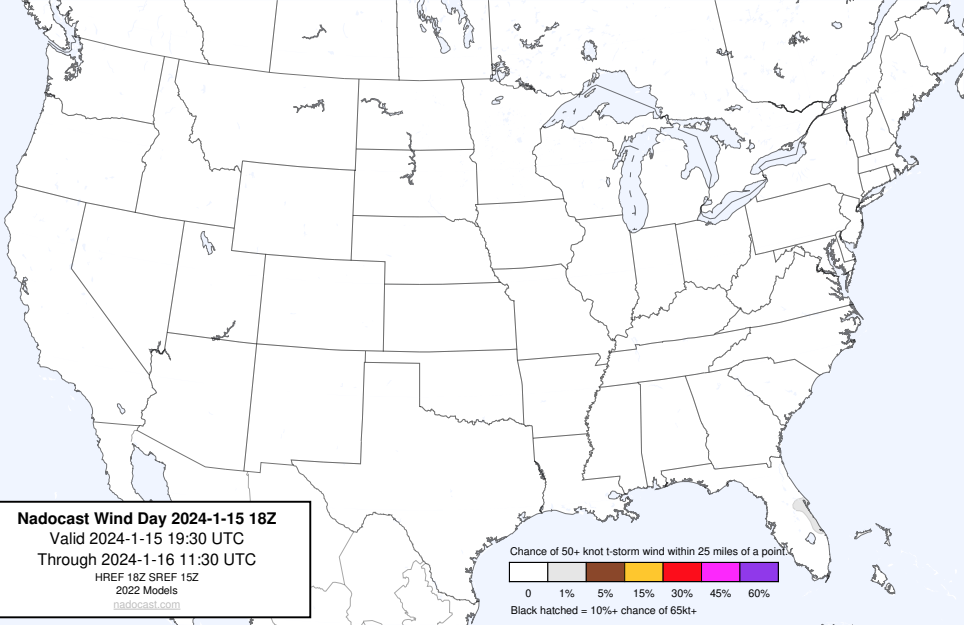 Nadocast Wind Day 2024-1-15 18Z
Valid 2024-1-15 19:30 UTC
Through 2024-1-16 11:30 UTC
HREF 18Z SREF 15Z
2022 Models
nadocast.com
Chance of 50+ knot t-storm wind within 25 miles of a point.
0 1% 5% 15% 30% 45% 60%
Black hatched = 10%+ chance of 65kt+